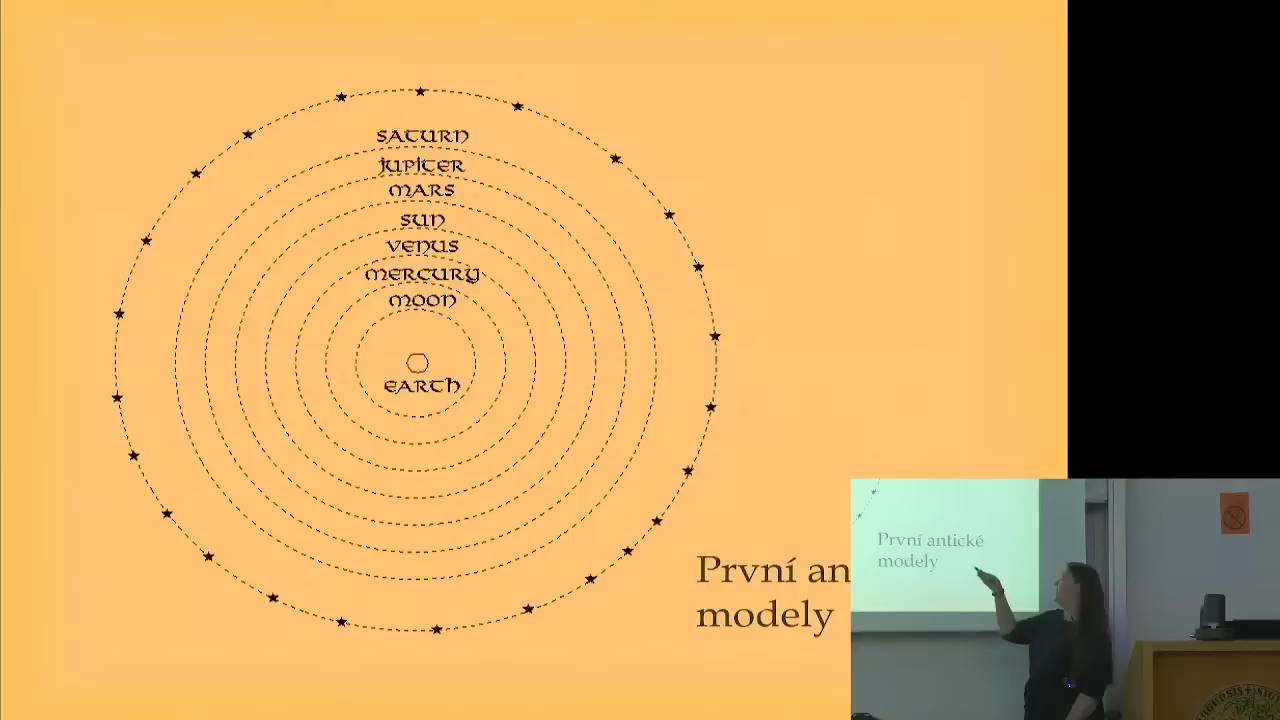 SATURN
JUPITER
MARS
SUN
VENUS
MERCURY
MOON
EARTH
První an
modely
První antické
modely